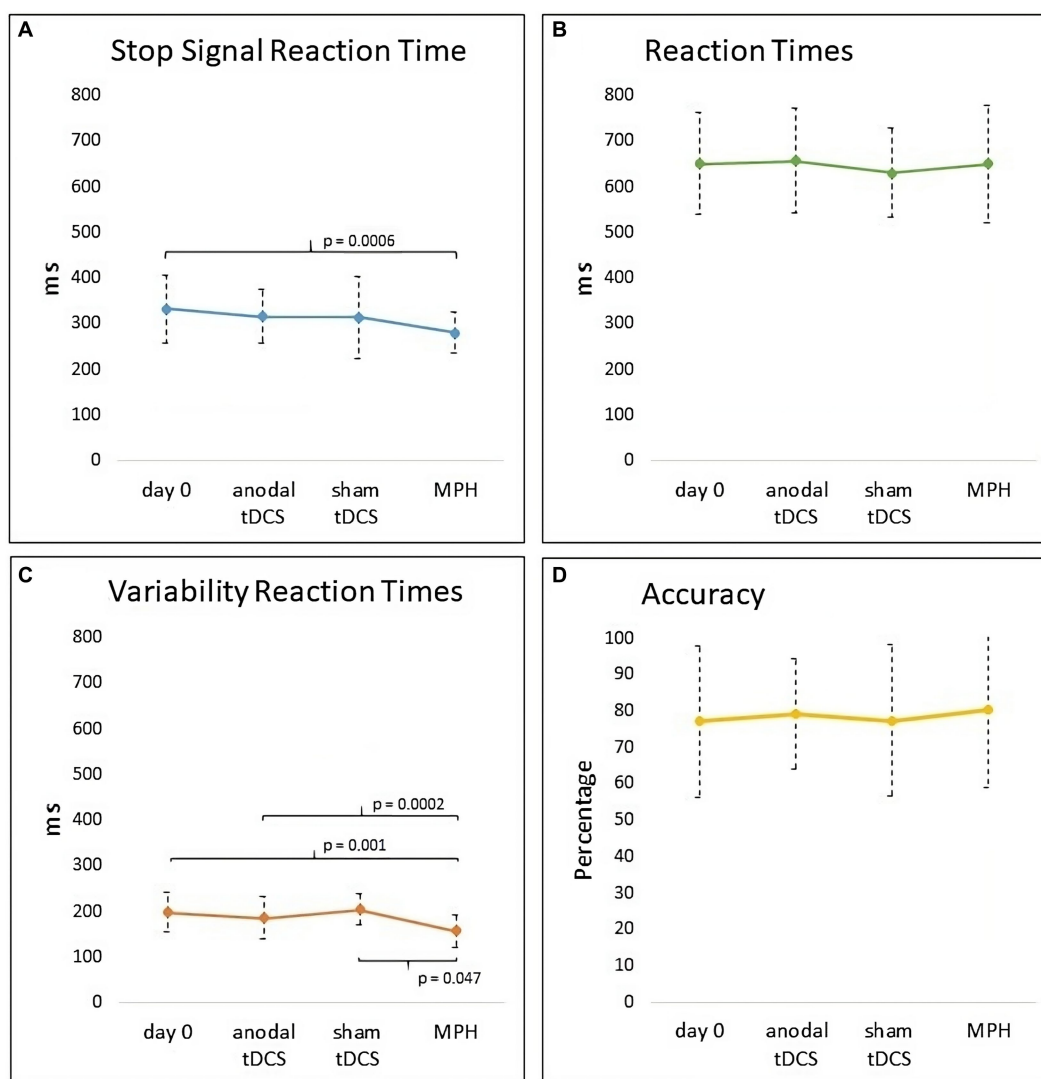 A
Stop Signal Reaction Time
800
700
600
500
400
300
200
100
0
ms
p = 0.0006
day 0 anodal sham MPH
tDCS tDCS
B
Reaction Times
800
700
600
500
400
300
200
100
0
ms
day 0 anodal sham MPH
tDCS tDCS
C
Variability Reaction Times
800
700
600
500
400
300
200
100
0
ms
p = 0.0002
p = 0.001
p = 0.047
day 0 anodal sham MPH
tDCS tDCS
D
Accuracy
100
90
80
70
60
50
40
30
20
10
0
Percentage
day 0 anodal sham MPH
tDCS tDCS